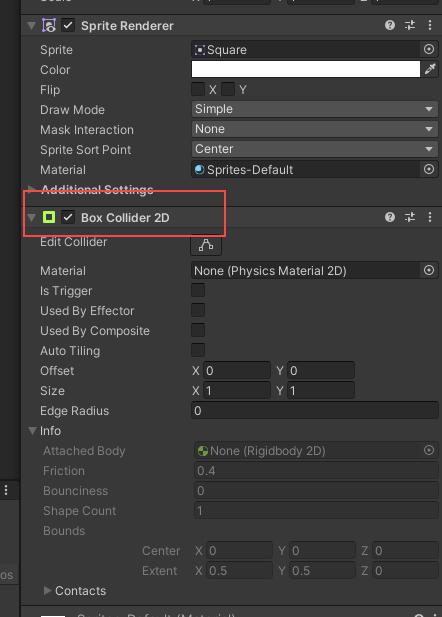 Sprite Renderer
Sprite Square
Color
Flip X Y
Draw Mode Simple
Mask Interaction None
Sprite Sort Point Center
Material Sprites-Default
Additional Settings
Box Collider 2D
Edit Collider
Material None (Physics Material 2D)
Is Trigger
Used By Effector
Used By Composite
Auto Tiling
Offset X 0 Y 0
Size X 1 Y 1
Edge Radius 0
Info
Attached Body None (Rigidbody 2D)
Friction 0.4
Bounciness 0
Shape Count 1
Bounds
Center X 0 Y 0 Z 0
os Extent X 0.5 Y 0.5 Z 0
Contacts